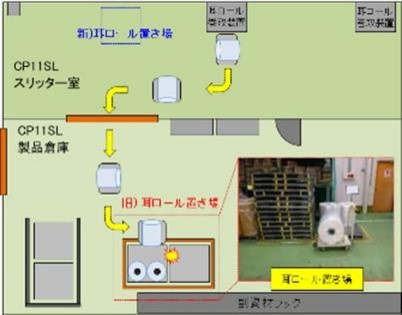 新)耳ロール置き場
耳ロール
巻取装置
耳ロール
巻取装置
CP11SL
スリッター室
CP11SL
製品倉庫
旧)耳ロール置き場
耳ロール置き場
副資材ラック